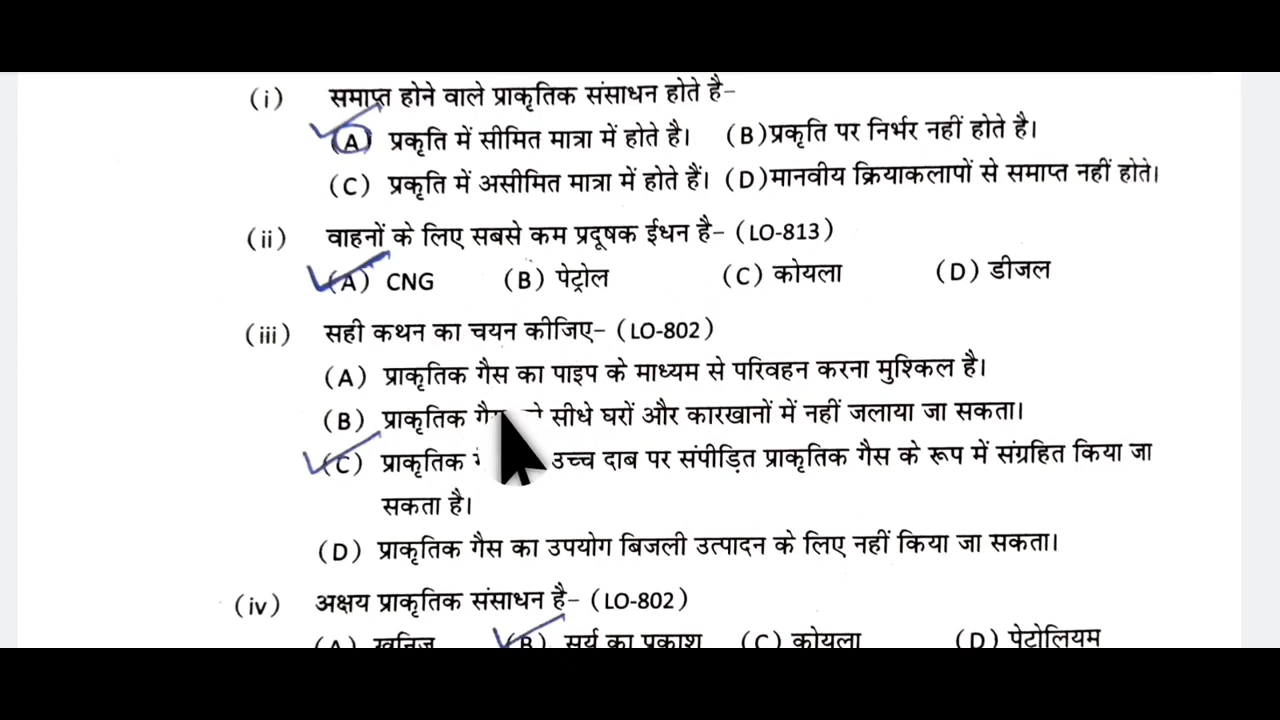 (i) समाप्त होने वाले प्राकृतिक संसाधन होते है-
(A) प्रकृति में सीमित मात्रा में होते है। (B) प्रकृति पर निर्भर नहीं होते है।
(C) प्रकृति में असीमित मात्रा में होते हैं। (D) मानवीय क्रियाकलापों से समाप्त नहीं होते।
(ii) वाहनों के लिए सबसे कम प्रदूषक ईधन है- (LO-813)
(A) CNG (B) पेट्रोल (C) कोयला (D) डीजल
(iii) सही कथन का चयन कीजिए- (LO-802)
(A) प्राकृतिक गैस का पाइप के माध्यम से परिवहन करना मुश्किल है।
(B) प्राकृतिक सीधे घरों और कारखानों में नहीं जलाया जा सकता।
(C) प्राकृतिक उच्च दाब पर संपीड़ित प्राकृतिक गैस के रूप में संग्रहित किया जा
सकता है।
(D) प्राकृतिक गैस का उपयोग बिजली उत्पादन के लिए नहीं किया जा सकता।
(iv) अक्षय प्राकृतिक संसाधन है- (LO-802)
(A) खनिज (B) सूर्य का प्रकाश (C) कोयला (D) पेटोलियम